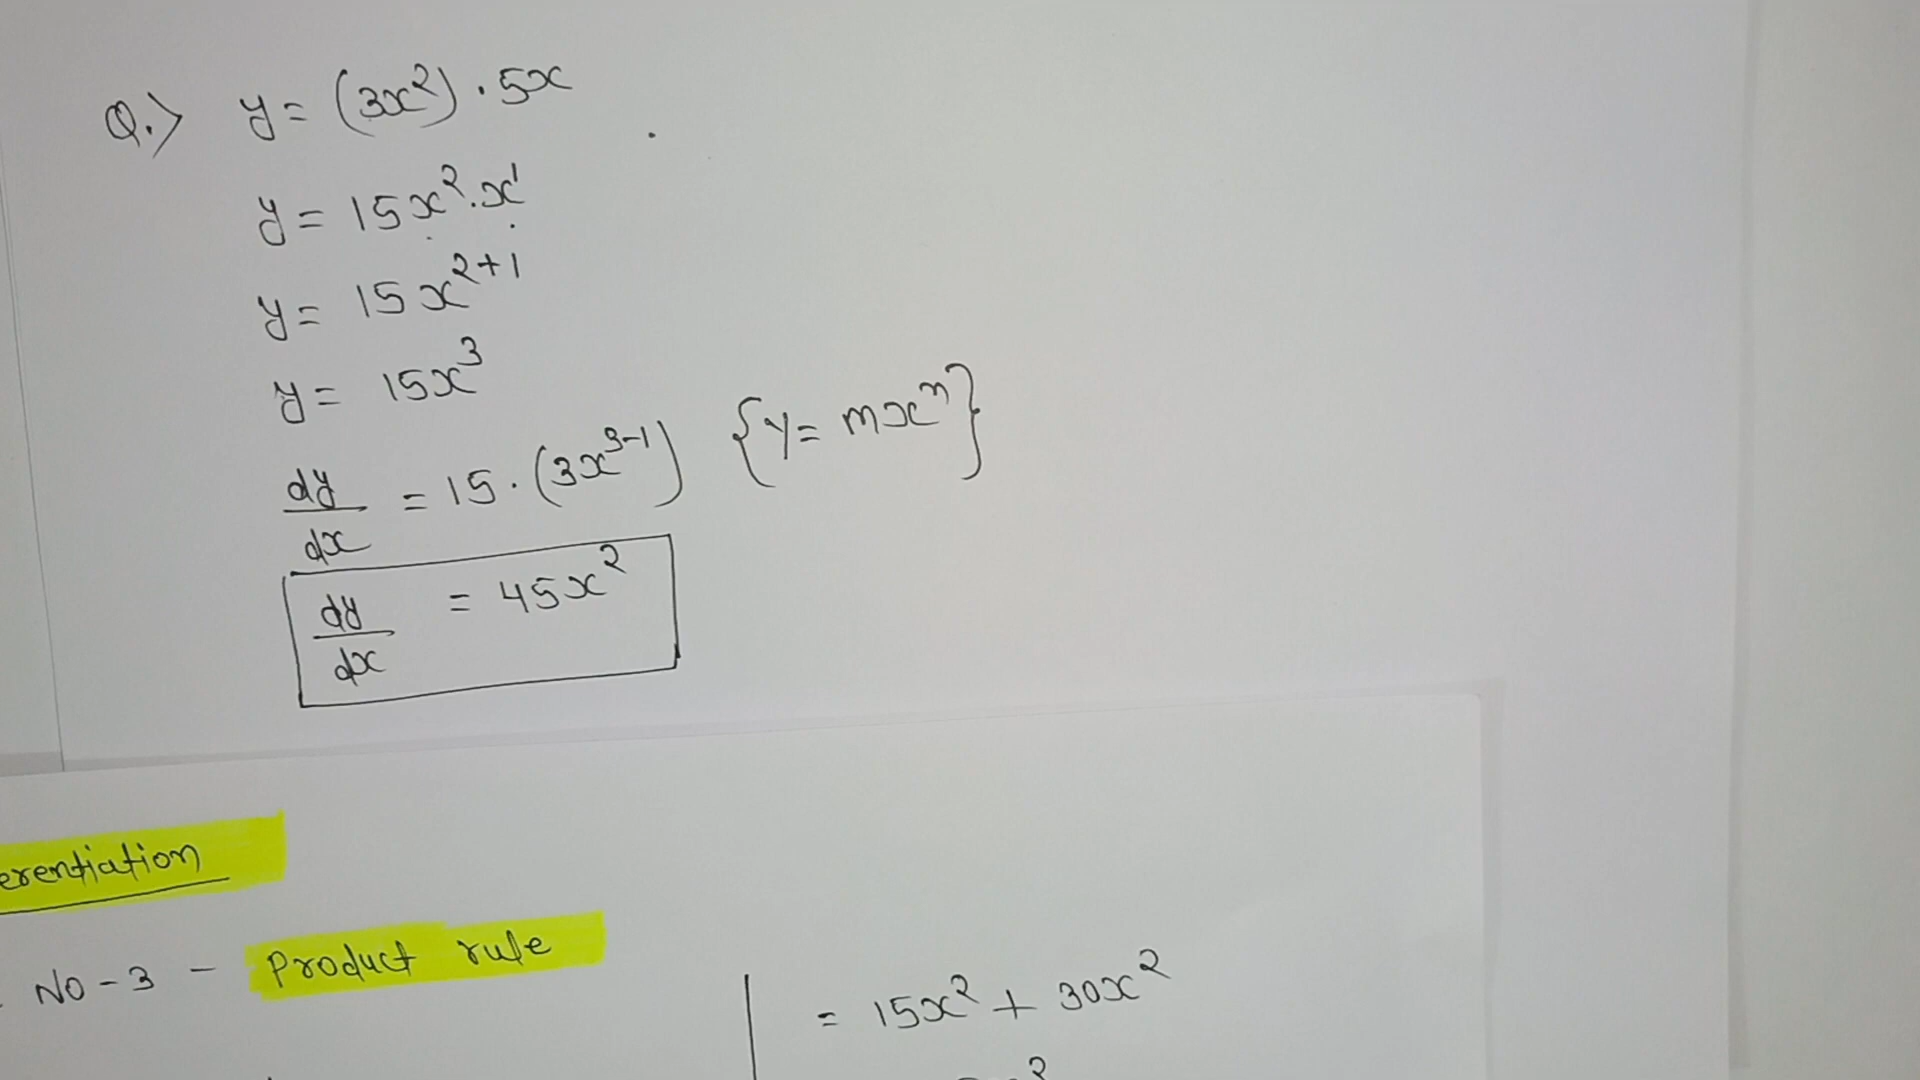 Q.> y = (3x²) . 5x
y = 15x².x¹
y = 15x²⁺¹
y = 15x³
dy/dx = 15 . (3x³⁻¹) {y = mxⁿ}
dy/dx = 45x²
erentiation
No - 3 - Product rule
= 15x² + 30x²